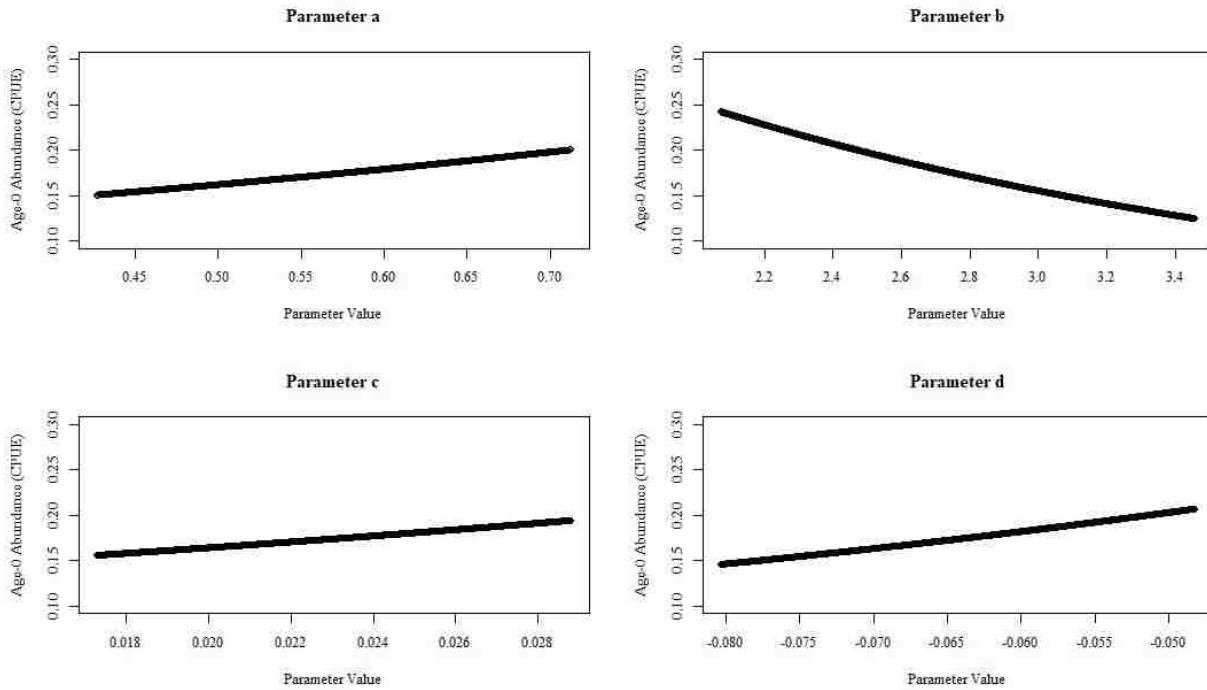 Parameter a
Age-0 Abundance (CPUE)
0.10 0.15 0.20 0.25 0.30
0.45 0.50 0.55 0.60 0.65 0.70
Parameter Value
Parameter b
Age-0 Abundance (CPUE)
0.10 0.15 0.20 0.25 0.30
2.2 2.4 2.6 2.8 3.0 3.2 3.4
Parameter Value
Parameter c
Age-0 Abundance (CPUE)
0.10 0.15 0.20 0.25 0.30
0.018 0.020 0.022 0.024 0.026 0.028
Parameter Value
Parameter d
Age-0 Abundance (CPUE)
0.10 0.15 0.20 0.25 0.30
-0.080 -0.075 -0.070 -0.065 -0.060 -0.055 -0.050
Parameter Value